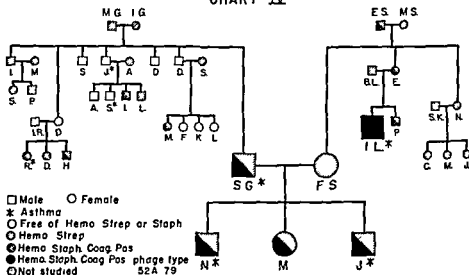 CHART IV
M.G. I.G. E.S. M.S.
I. M. S J.* A. D D. S. B.L. E.
S. P. A. S* I. L. S.K. N.
I.R. D M. F K L I L * P
R.* D. H S G * F S C. M. J.
□ Male ○ Female
* Asthma
Free of Hemo Strep or Staph
Hemo Strep
Hemo Staph. Coag Pos
Hemo. Staph. Coag Pos phage type
Not studied 52A 79
N* M J*